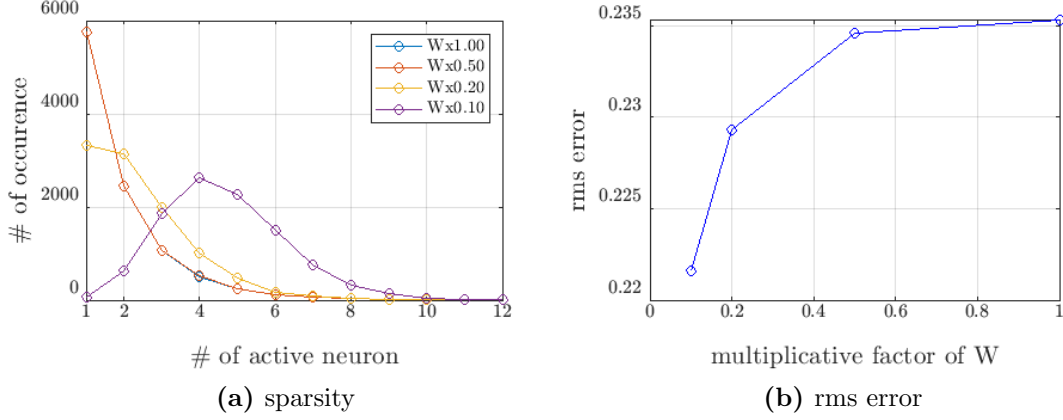 6000
4000
2000
0
# of occurence
Wx1.00
Wx0.50
Wx0.20
Wx0.10
1 2 4 6 8 10 12
# of active neuron
(a) sparsity
0.235
0.23
0.225
0.22
rms error
0 0.2 0.4 0.6 0.8 1
multiplicative factor of W
(b) rms error